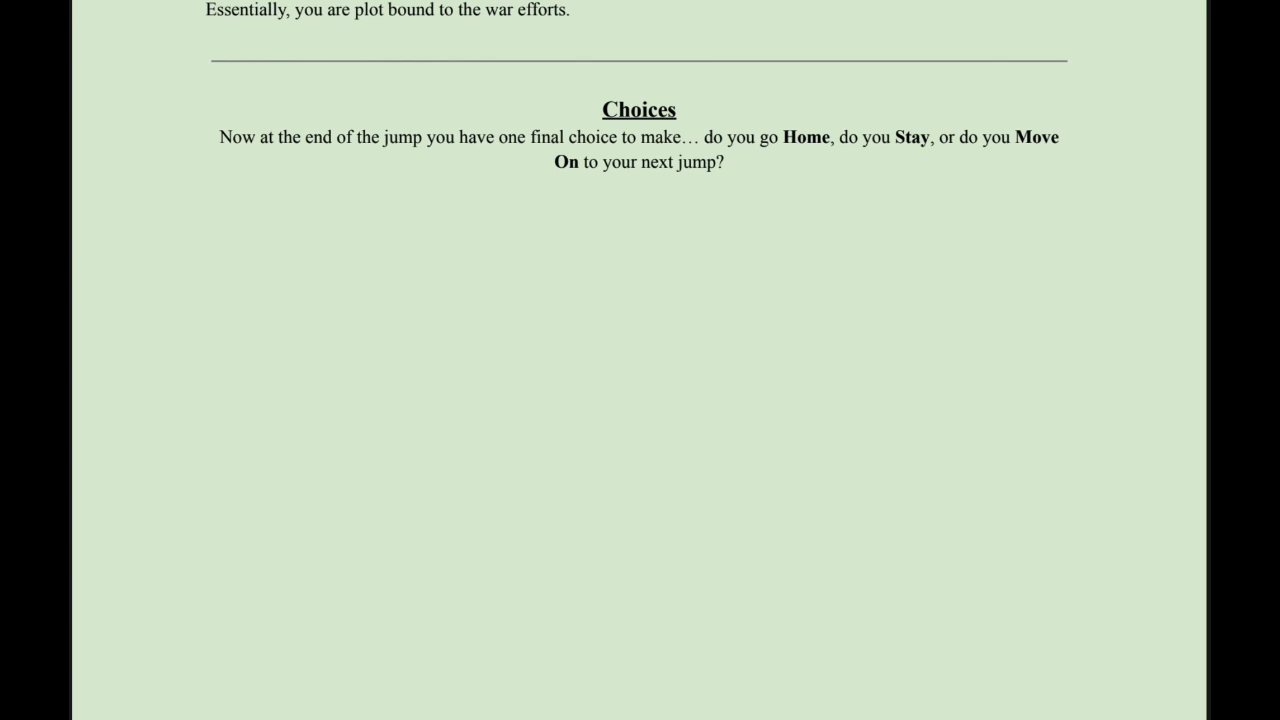 Essentially, you are plot bound to the war efforts.
Choices
Now at the end of the jump you have one final choice to make… do you go Home, do you Stay, or do you Move
On to your next jump?